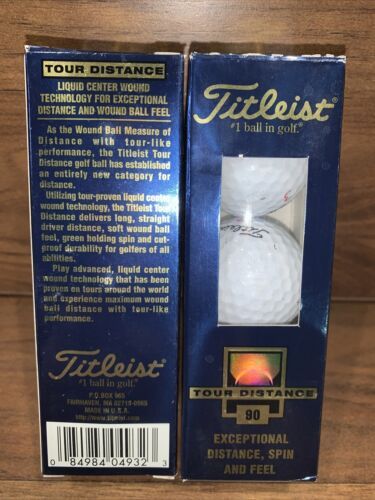 TOUR DISTANCE
LIQUID CENTER WOUND
TECHNOLOGY FOR EXCEPTIONAL
DISTANCE AND WOUND BALL FEEL
As the Wound Ball Measure of
Distance with tour-like
performance, the Titleist Tour
Distance golf ball has established
an entirely new category for
distance.
Utilizing tour-proven liquid center
wound technology, the Titleist Tour
Distance delivers long, straight
driver distance, soft wound ball
feel, green holding spin and cut-
proof durability for golfers of all
abilities.
Play advanced, liquid center
wound technology that has been
proven on tours around the world
and experience maximum wound
ball distance with tour-like
performance.
Titleist®
#1 ball in golf.®
P.O. BOX 965
FAIRHAVEN, MA 02719-0965
MADE IN U.S.A.
http://www.titleist.com
0 84984 04932 3
Titleist®
#1 ball in golf.®
Titleist
TOUR DISTANCE
90
EXCEPTIONAL
DISTANCE, SPIN
AND FEEL